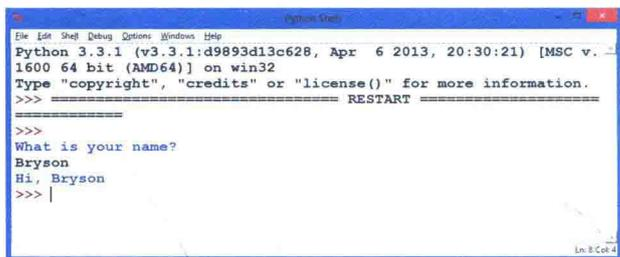 Python Shell
File Edit Shell Debug Options Windows Help
Python 3.3.1 (v3.3.1:d9893d13c628, Apr  6 2013, 20:30:21) [MSC v.
1600 64 bit (AMD64)] on win32
Type "copyright", "credits" or "license()" for more information.
>>> ================================ RESTART ====================
============
>>>
What is your name?
Bryson
Hi, Bryson
>>> |
Ln: 8 Col: 4